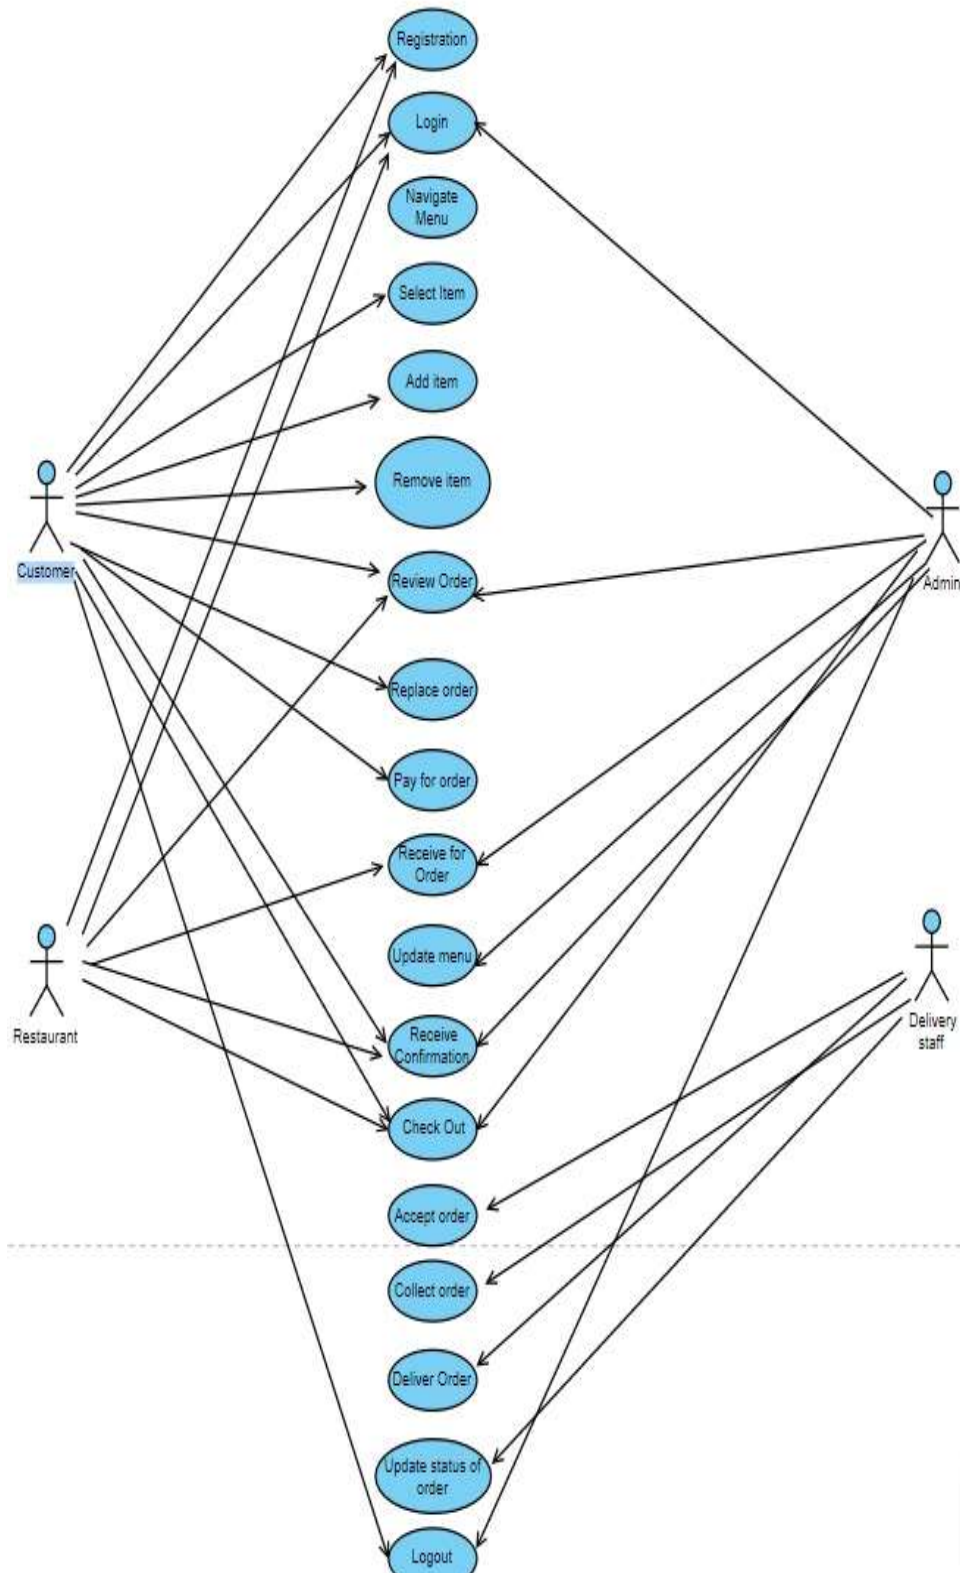 Registration
Login
Navigate
Menu
Select Item
Add item
Remove item
Customer
Review Order
Admin
Replace order
Pay for order
Receive for
Order
Update menu
Restaurant
Receive
Confirmation
Delivery
staff
Check Out
Accept order
Collect order
Deliver Order
Update status of
order
Logout